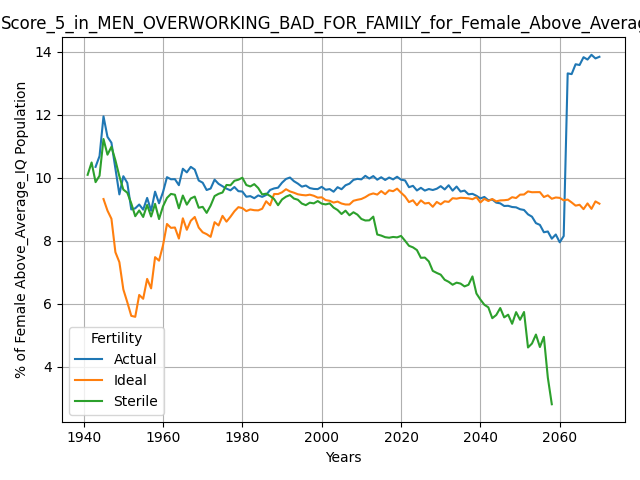 Score_5_in_MEN_OVERWORKING_BAD_FOR_FAMILY_for_Female_Above_Averag
14
12
10
8
6
4
% of Female Above_Average_IQ Population
Fertility
Actual
Ideal
Sterile
1940
1960
1980
2000
2020
2040
2060
Years